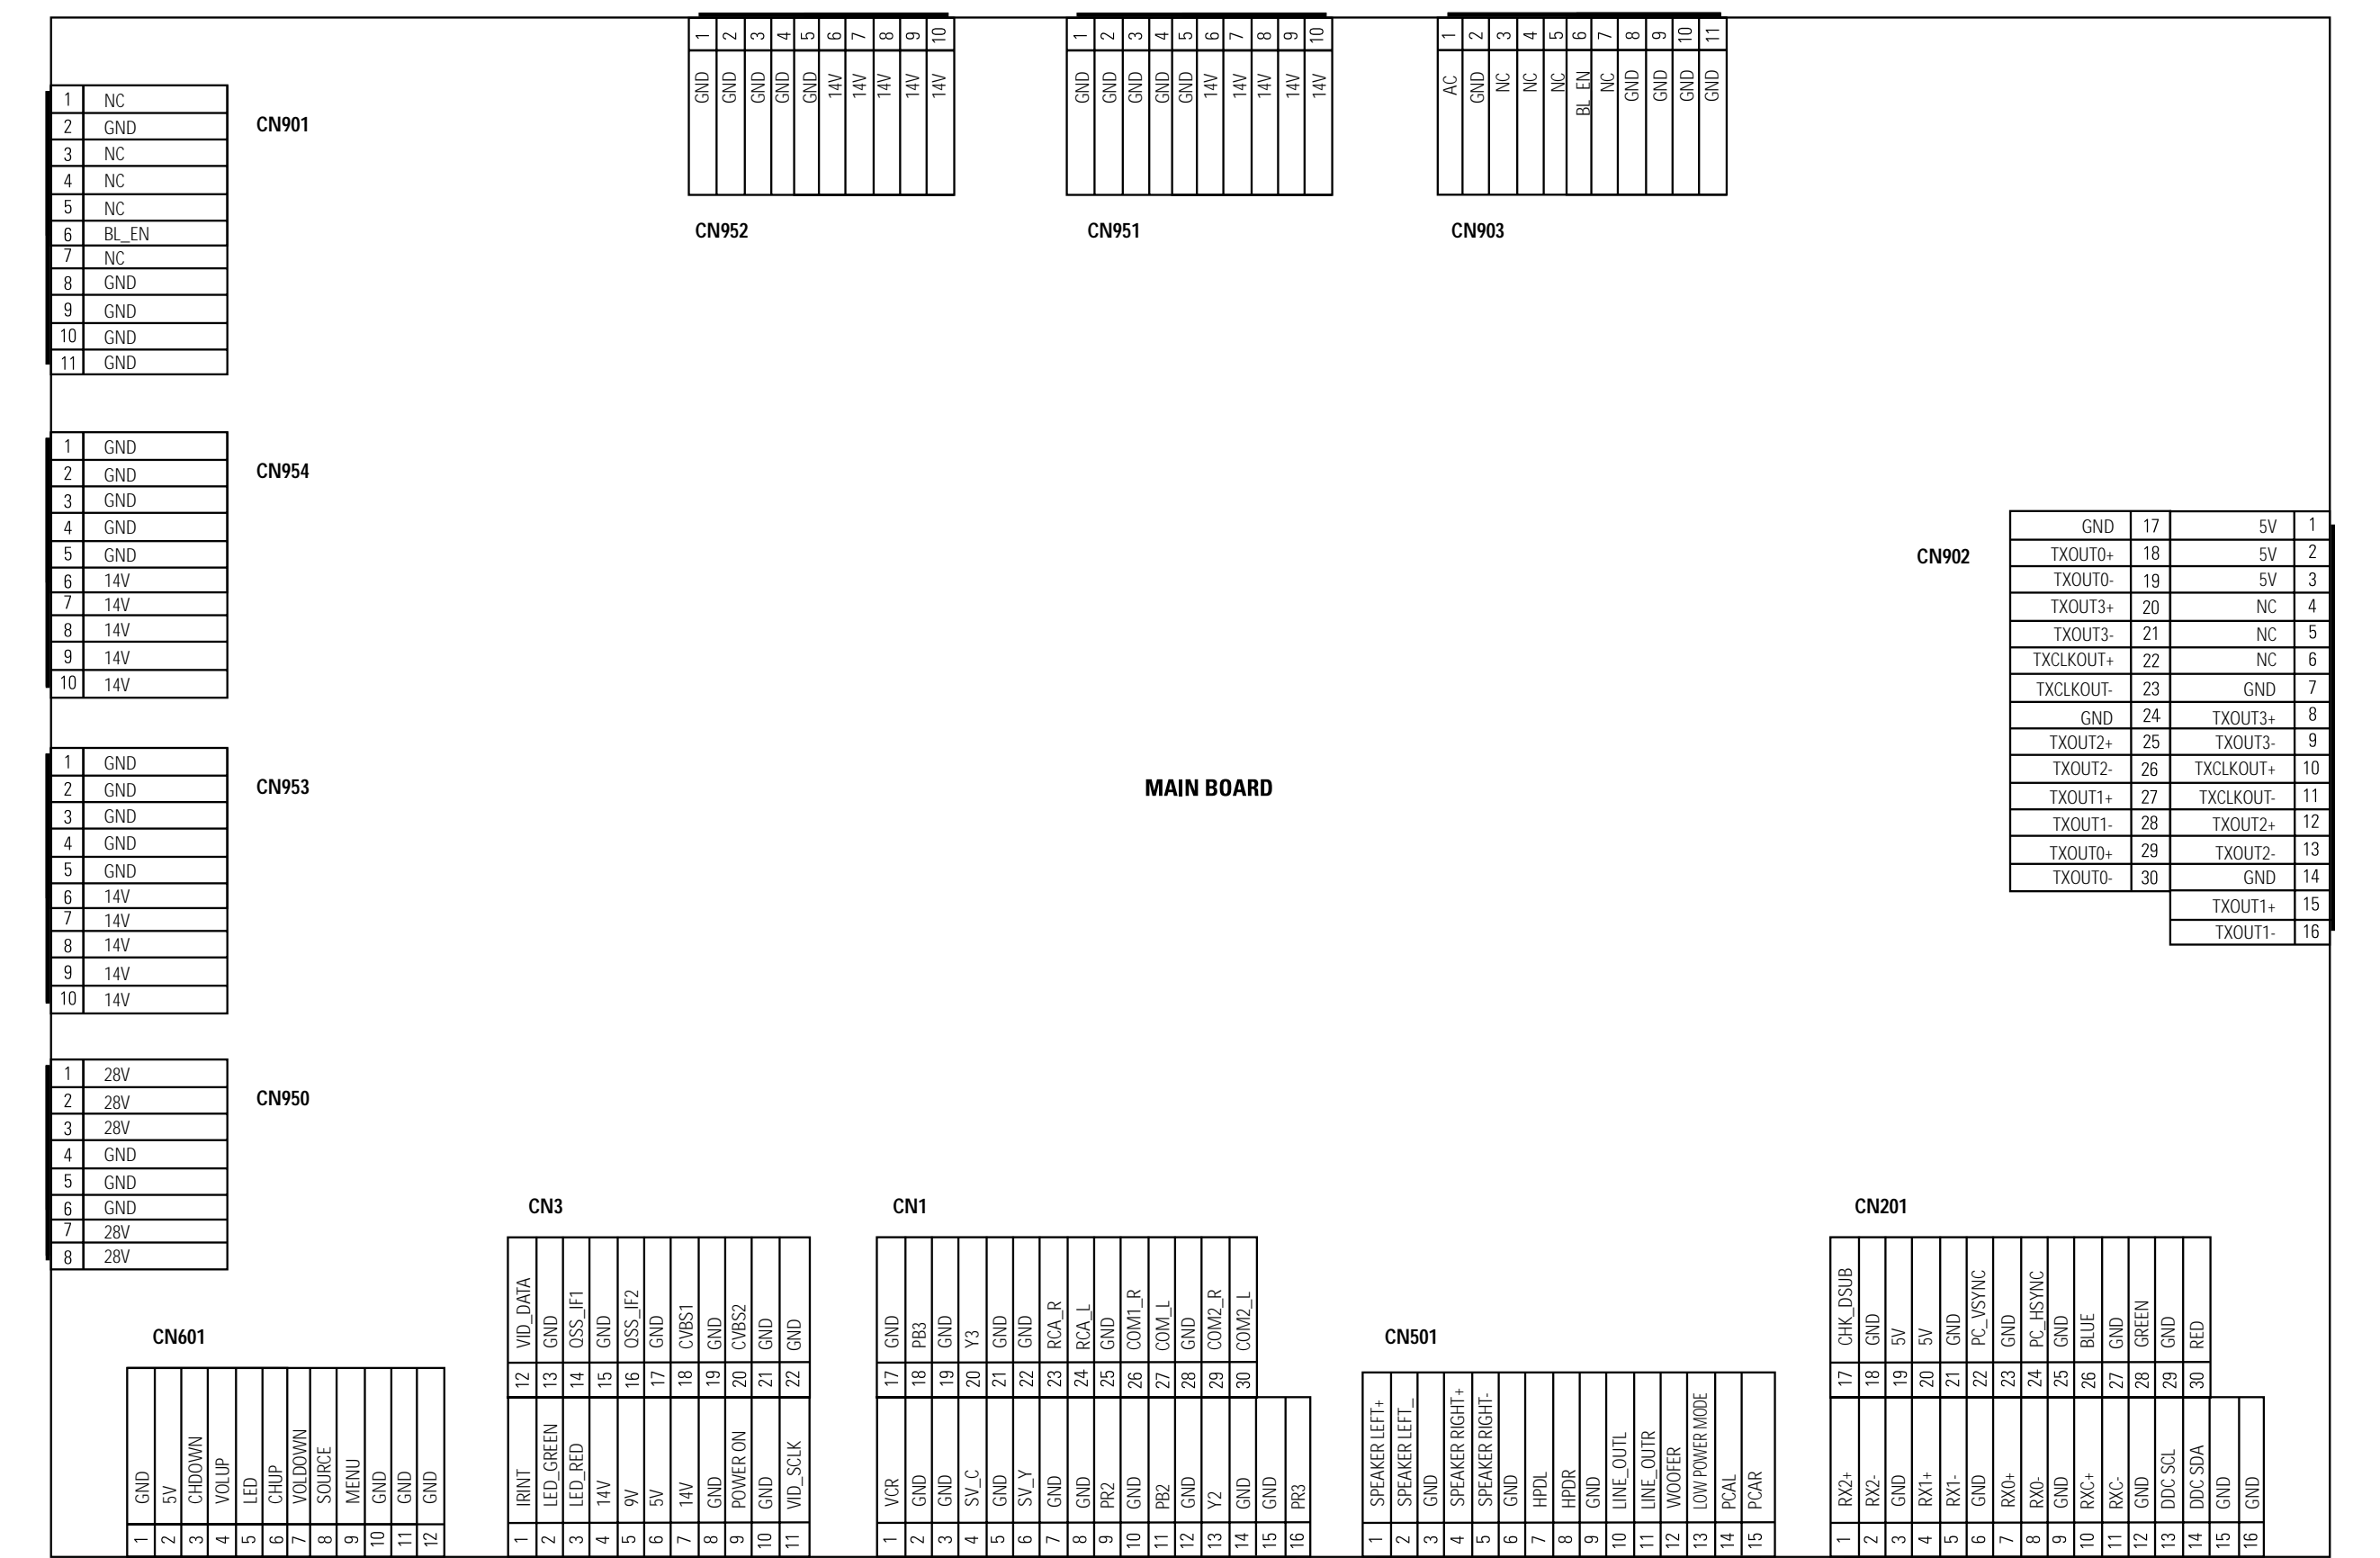 1 2 3 4 5 6 7 8 9 10
GND GND GND GND GND 14V 14V 14V 14V 14V
CN952
1 2 3 4 5 6 7 8 9 10
GND GND GND GND GND 14V 14V 14V 14V 14V
CN951
1 2 3 4 5 6 7 8 9 10 11
AC GND NC NC NC BL_EN NC GND GND GND GND
CN903
CN901
1 NC
2 GND
3 NC
4 NC
5 NC
6 BL_EN
7 NC
8 GND
9 GND
10 GND
11 GND
CN954
1 GND
2 GND
3 GND
4 GND
5 GND
6 14V
7 14V
8 14V
9 14V
10 14V
CN953
1 GND
2 GND
3 GND
4 GND
5 GND
6 14V
7 14V
8 14V
9 14V
10 14V
MAIN BOARD
CN902
GND 17 5V 1
TXOUT0+ 18 5V 2
TXOUT0- 19 5V 3
TXOUT3+ 20 NC 4
TXOUT3- 21 NC 5
TXCLKOUT+ 22 NC 6
TXCLKOUT- 23 GND 7
GND 24 TXOUT3+ 8
TXOUT2+ 25 TXOUT3- 9
TXOUT2- 26 TXCLKOUT+ 10
TXOUT1+ 27 TXCLKOUT- 11
TXOUT1- 28 TXOUT2+ 12
TXOUT0+ 29 TXOUT2- 13
TXOUT0- 30 GND 14
TXOUT1+ 15
TXOUT1- 16
CN950
1 28V
2 28V
3 28V
4 GND
5 GND
6 GND
7 28V
8 28V
CN601
GND 5V CHDOWN VOLUP LED CHUP VOLDOWN SOURCE MENU GND GND GND
1 2 3 4 5 6 7 8 9 10 11 12
CN3
VID_DATA GND QSS_IF1 GND QSS_IF2 GND CVBS1 GND CVBS2 GND GND
12 13 14 15 16 17 18 19 20 21 22
IRINT LED_GREEN LED_RED 14V 9V 5V 14V GND POWER ON GND VID_SCLK
1 2 3 4 5 6 7 8 9 10 11
CN1
GND PB3 GND Y3 GND GND RCA_R RCA_L GND COM1_R COM_L GND COM2_R COM2_L
17 18 19 20 21 22 23 24 25 26 27 28 29 30
VCR GND GND SV_C GND SV_Y GND GND PR2 GND PB2 GND Y2 GND GND PR3
1 2 3 4 5 6 7 8 9 10 11 12 13 14 15 16
CN501
SPEAKER LEFT+ SPEAKER LEFT_ GND SPEAKER RIGHT+ SPEAKER RIGHT- GND HPDL HPDR GND LINE_OUTL LINE_OUTR WOOFER LOW POWER MODE PCAL PCAR
1 2 3 4 5 6 7 8 9 10 11 12 13 14 15
CN201
CHK_DSUB GND 5V 5V GND PC_VSYNC GND PC_HSYNC GND BLUE GND GREEN GND RED
17 18 19 20 21 22 23 24 25 26 27 28 29 30
RX2+ RX2- GND RX1+ RX1- GND RX0+ RX0- GND RXC+ RXC- GND DDC SCL DDC SDA GND GND
1 2 3 4 5 6 7 8 9 10 11 12 13 14 15 16